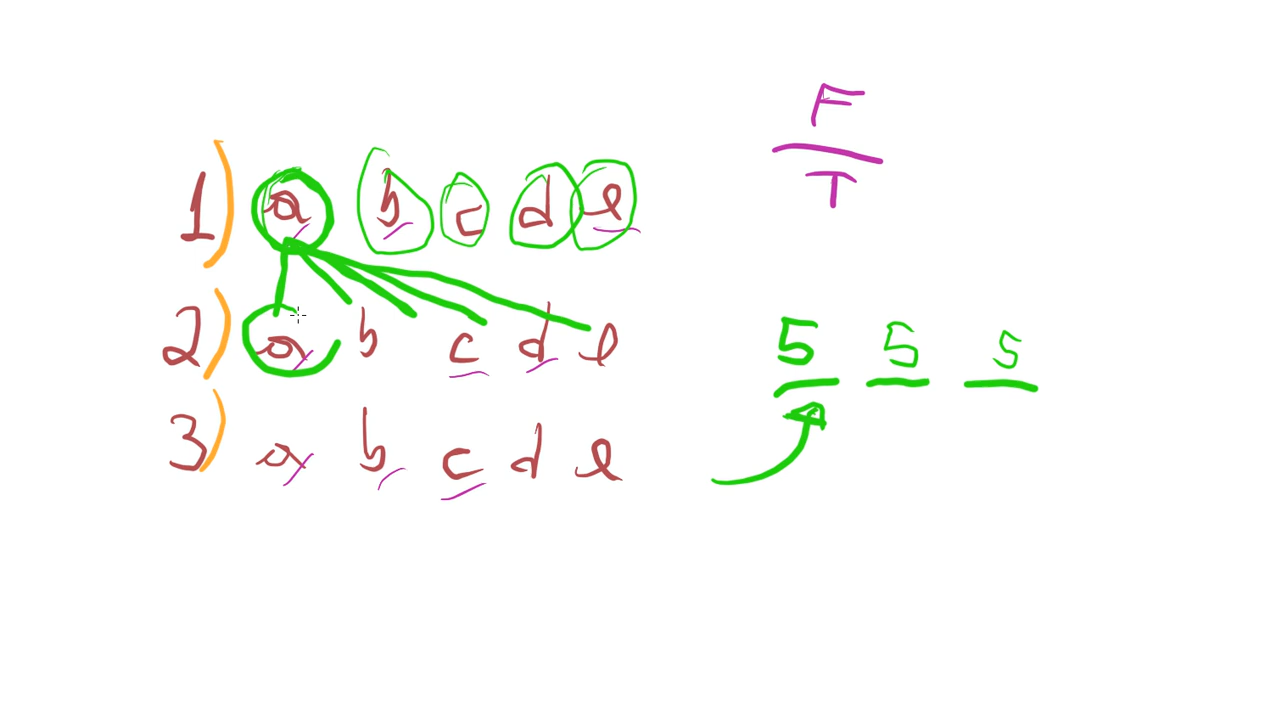 F
T
1) a b c d e
2) a b c d e
3) a b c d e
5 5 5